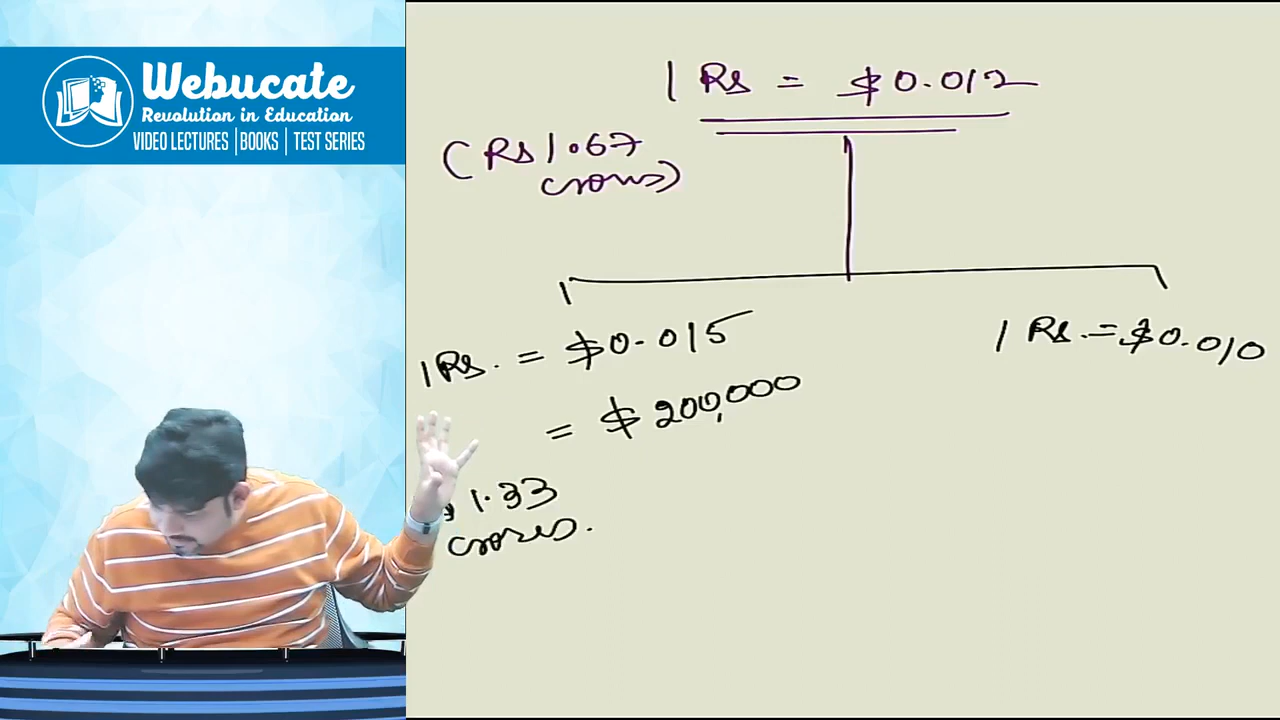 Webucate
Revolution in Education
VIDEO LECTURES | BOOKS | TEST SERIES
1 Rs = $0.012
(Rs 1.67
crores)
1 Rs. = $0.015
1 Rs. = $0.010
= $ 200,000
1.33
crores.